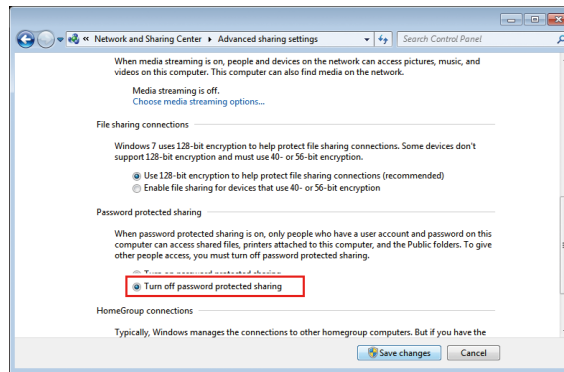 « Network and Sharing Center ▸ Advanced sharing settings
Search Control Panel
When media streaming is on, people and devices on the network can access pictures, music, and
videos on this computer. This computer can also find media on the network.
Media streaming is off.
Choose media streaming options...
File sharing connections
Windows 7 uses 128-bit encryption to help protect file sharing connections. Some devices don't
support 128-bit encryption and must use 40- or 56-bit encryption.
Use 128-bit encryption to help protect file sharing connections (recommended)
Enable file sharing for devices that use 40- or 56-bit encryption
Password protected sharing
When password protected sharing is on, only people who have a user account and password on this
computer can access shared files, printers attached to this computer, and the Public folders. To give
other people access, you must turn off password protected sharing.
Turn on password protected sharing
Turn off password protected sharing
HomeGroup connections
Typically, Windows manages the connections to other homegroup computers. But if you have the
Save changes
Cancel